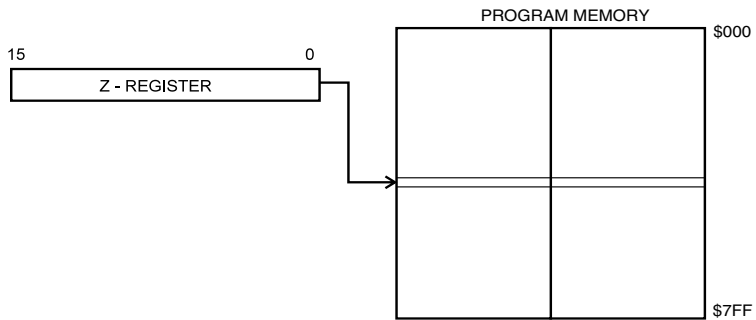 PROGRAM MEMORY
$000
15 0
Z - REGISTER
$7FF